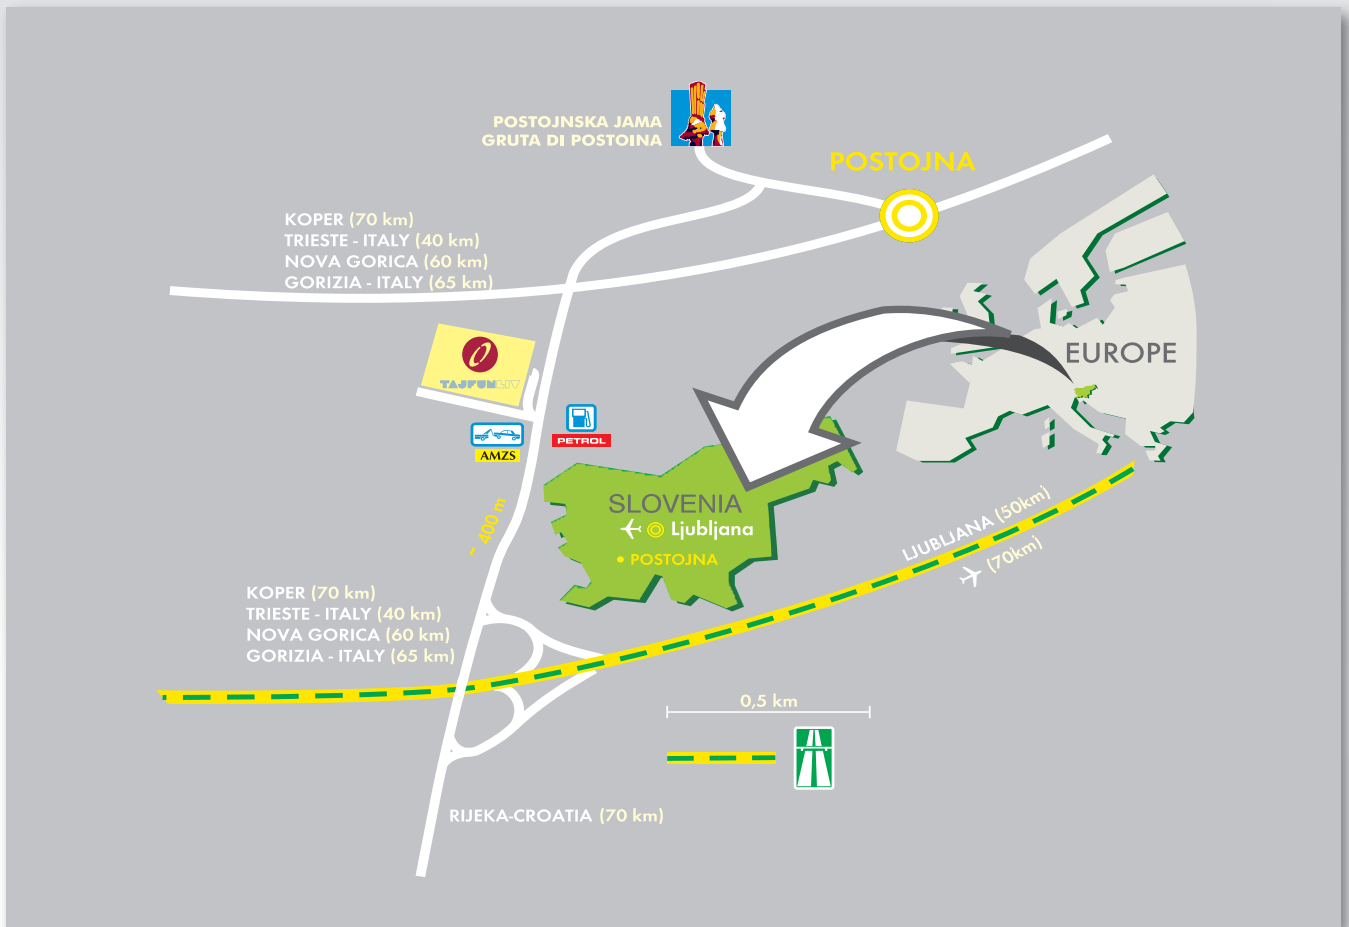 POSTOJNSKA JAMA
GRUTA DI POSTOINA
POSTOJNA
KOPER (70 km)
TRIESTE - ITALY (40 km)
NOVA GORICA (60 km)
GORIZIA - ITALY (65 km)
EUROPE
TAJFUNLIV
PETROL
AMZS
SLOVENIA
Ljubljana
• POSTOJNA
~ 400 m
LJUBLJANA (50km)
(70km)
KOPER (70 km)
TRIESTE - ITALY (40 km)
NOVA GORICA (60 km)
GORIZIA - ITALY (65 km)
0,5 km
RIJEKA-CROATIA (70 km)